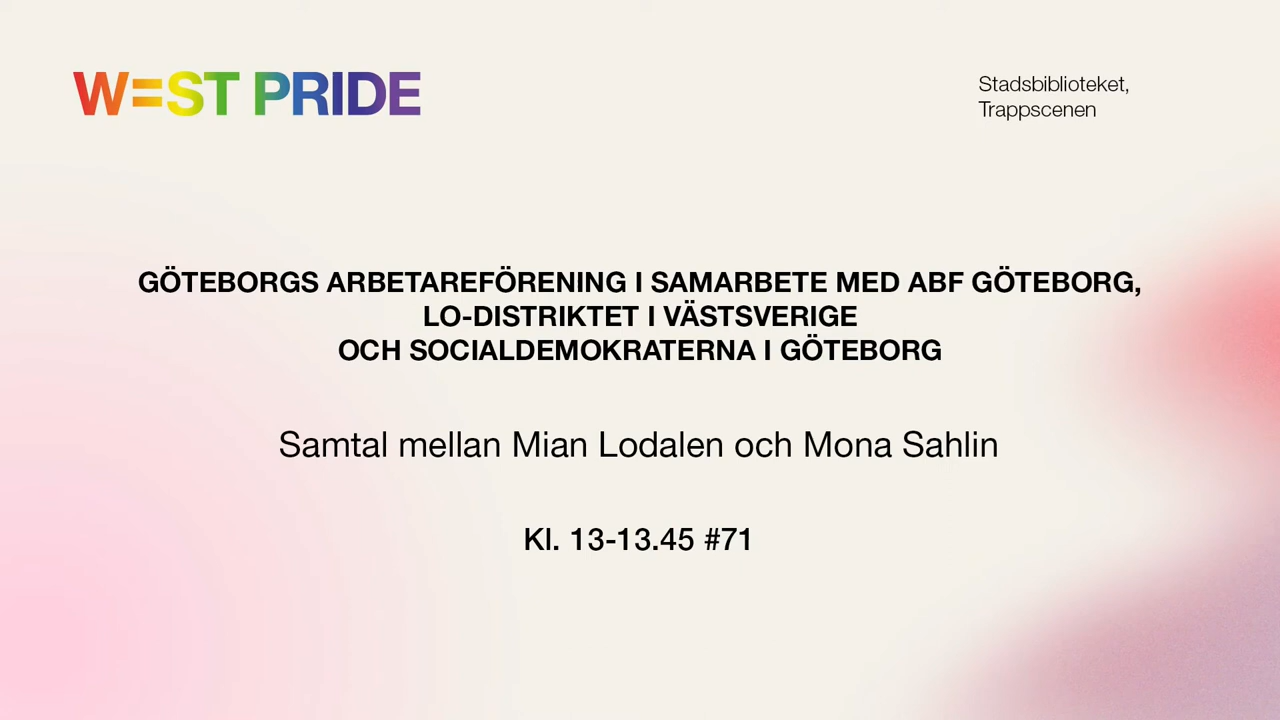 W=ST PRIDE
Stadsbiblioteket,
Trappscenen
GÖTEBORGS ARBETAREFÖRENING I SAMARBETE MED ABF GÖTEBORG,
LO-DISTRIKTET I VÄSTSVERIGE
OCH SOCIALDEMOKRATERNA I GÖTEBORG
Samtal mellan Mian Lodalen och Mona Sahlin
Kl. 13-13.45 #71